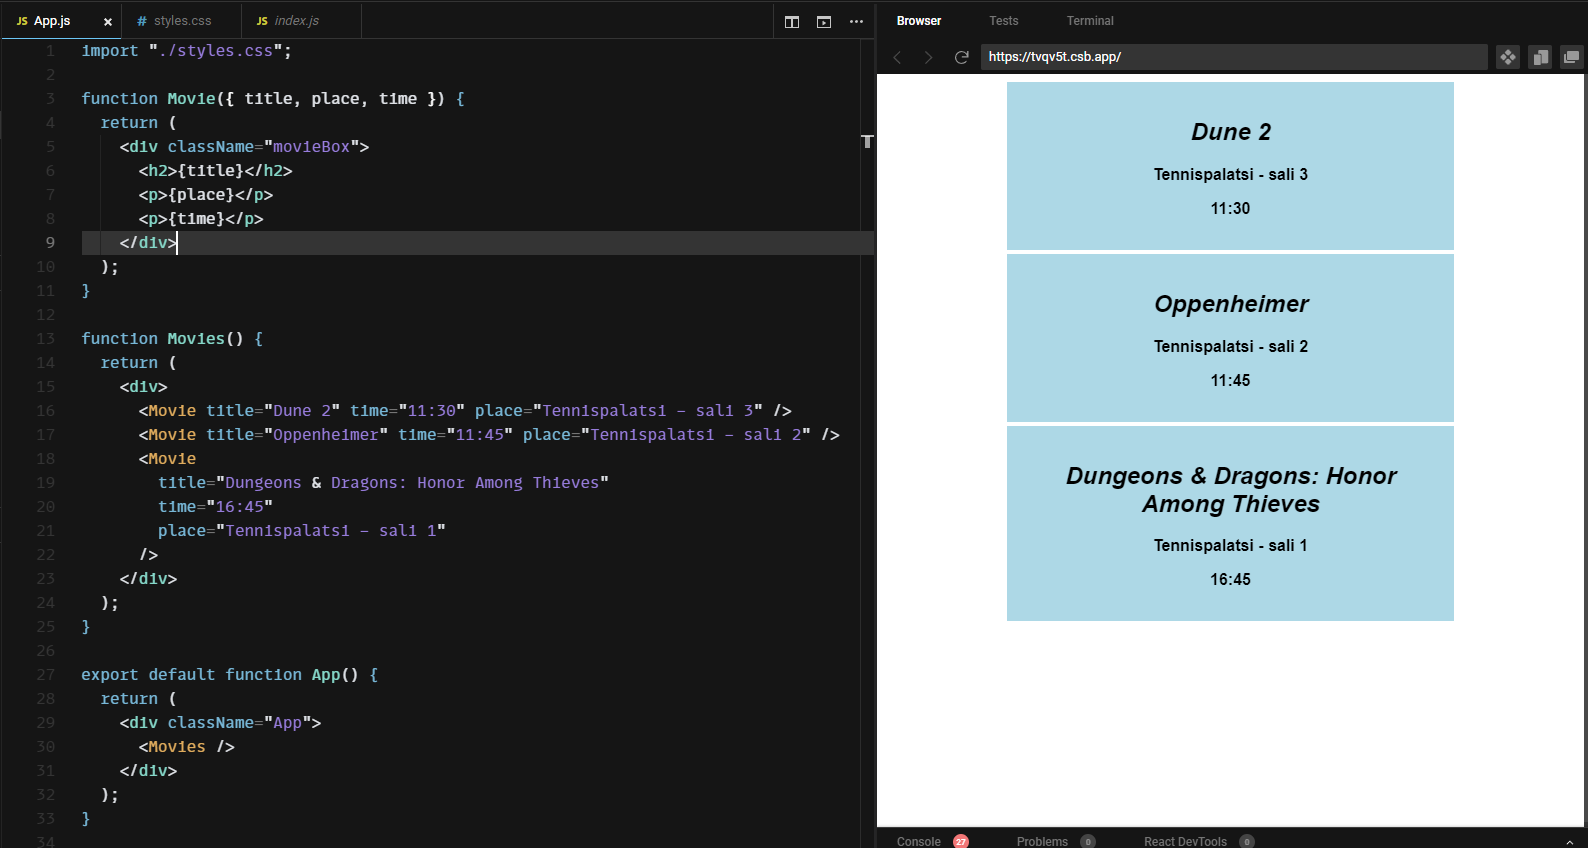 JS App.js × # styles.css JS index.js
1 import "./styles.css";
2
3 function Movie({ title, place, time }) {
4 return (
5 <div className="movieBox">
6 <h2>{title}</h2>
7 <p>{place}</p>
8 <p>{time}</p>
9 </div>
10 );
11 }
12
13 function Movies() {
14 return (
15 <div>
16 <Movie title="Dune 2" time="11:30" place="Tennispalatsi - sali 3" />
17 <Movie title="Oppenheimer" time="11:45" place="Tennispalatsi - sali 2" />
18 <Movie
19 title="Dungeons & Dragons: Honor Among Thieves"
20 time="16:45"
21 place="Tennispalatsi - sali 1"
22 />
23 </div>
24 );
25 }
26
27 export default function App() {
28 return (
29 <div className="App">
30 <Movies />
31 </div>
32 );
33 }
34
Browser Tests Terminal
https://tvqv5t.csb.app/
Dune 2
Tennispalatsi - sali 3
11:30
Oppenheimer
Tennispalatsi - sali 2
11:45
Dungeons & Dragons: Honor
Among Thieves
Tennispalatsi - sali 1
16:45
Console 27 Problems 0 React DevTools 0